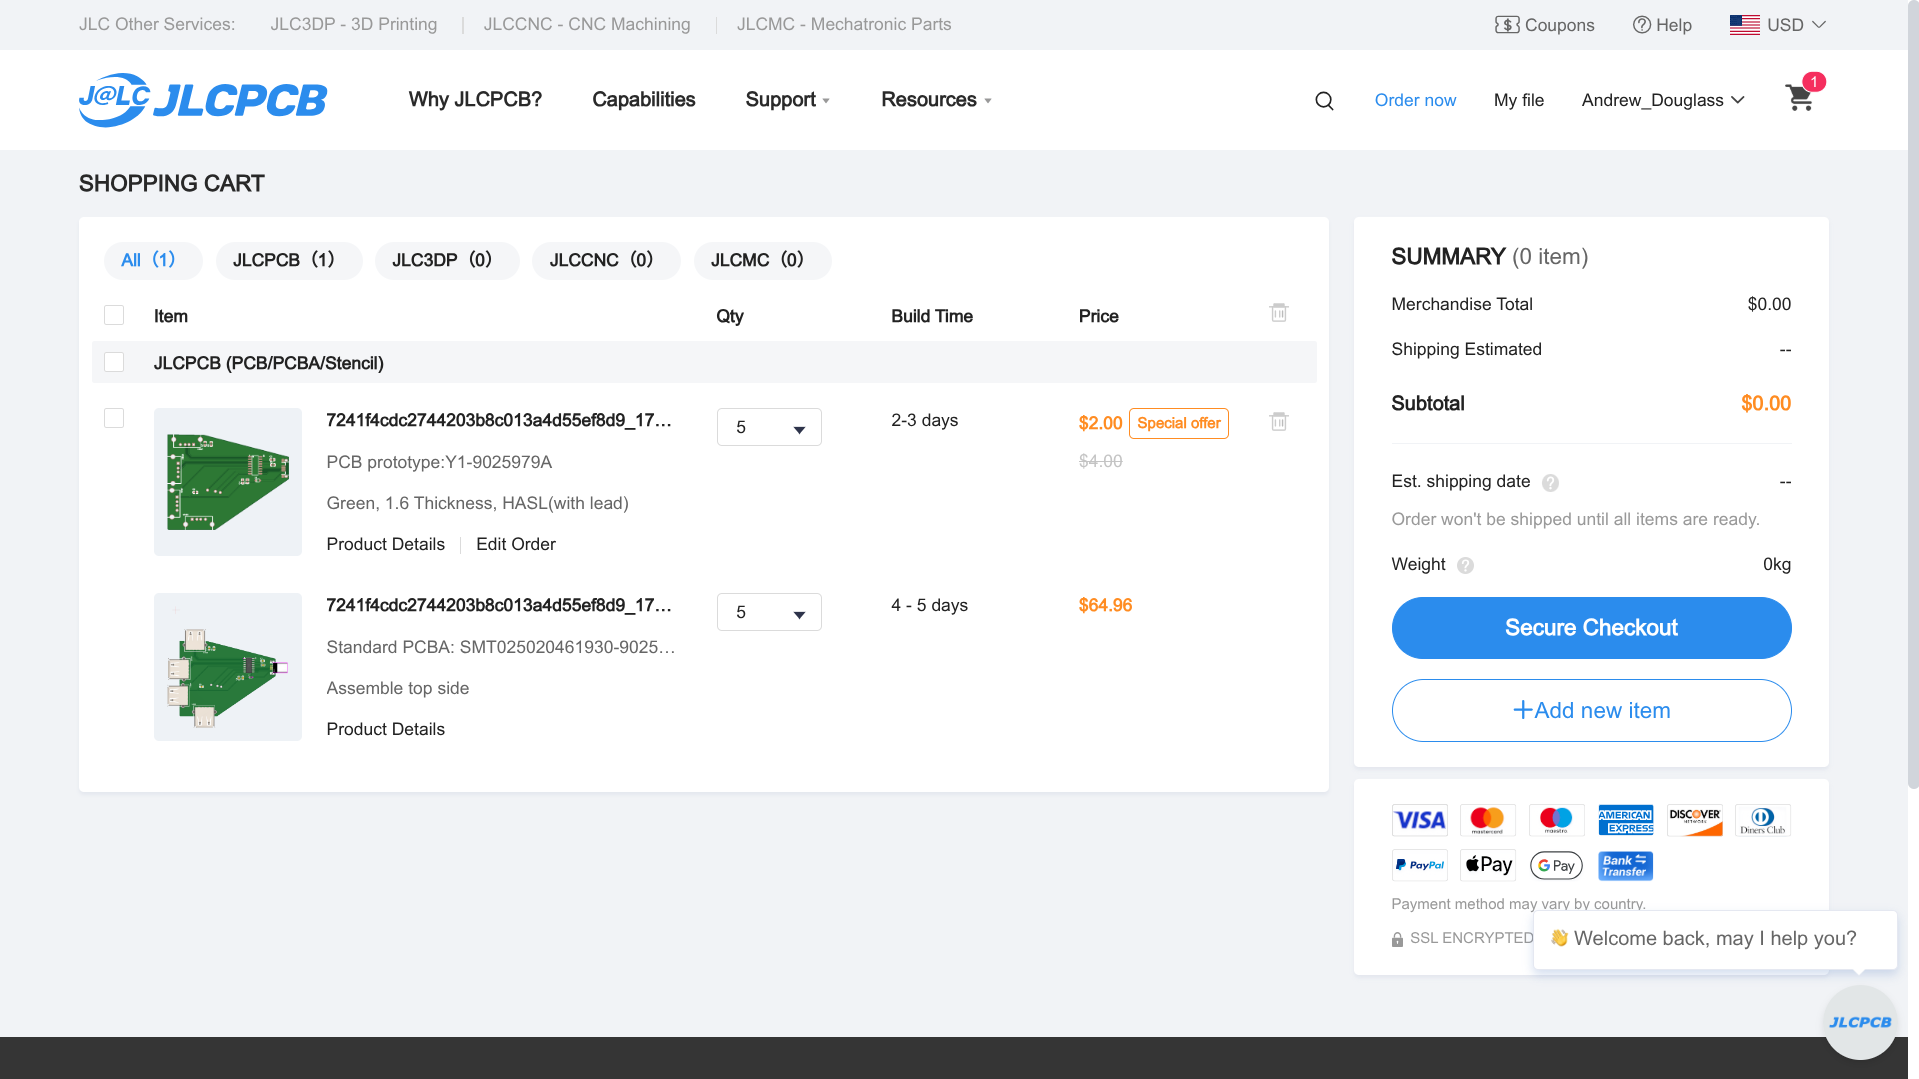 JLC Other Services: JLC3DP - 3D Printing JLCCNC - CNC Machining JLCMC - Mechatronic Parts Coupons Help USD
J@LC JLCPCB Why JLCPCB? Capabilities Support Resources Order now My file Andrew_Douglass 1
SHOPPING CART
All (1) JLCPCB (1) JLC3DP (0) JLCCNC (0) JLCMC (0)
Item Qty Build Time Price
JLCPCB (PCB/PCBA/Stencil)
7241f4cdc2744203b8c013a4d55ef8d9_17... 5 2-3 days $2.00 Special offer
PCB prototype:Y1-9025979A $4.00
Green, 1.6 Thickness, HASL(with lead)
Product Details Edit Order
7241f4cdc2744203b8c013a4d55ef8d9_17... 5 4 - 5 days $64.96
Standard PCBA: SMT025020461930-9025...
Assemble top side
Product Details
SUMMARY (0 item)
Merchandise Total $0.00
Shipping Estimated --
Subtotal $0.00
Est. shipping date ? --
Order won't be shipped until all items are ready.
Weight ? 0kg
Secure Checkout
+Add new item
VISA mastercard maestro AMERICAN EXPRESS DISCOVER NETWORK Diners Club
PayPal Pay G Pay Bank Transfer
Payment method may vary by country.
SSL ENCRYPTED
👋 Welcome back, may I help you?
JLCPCB